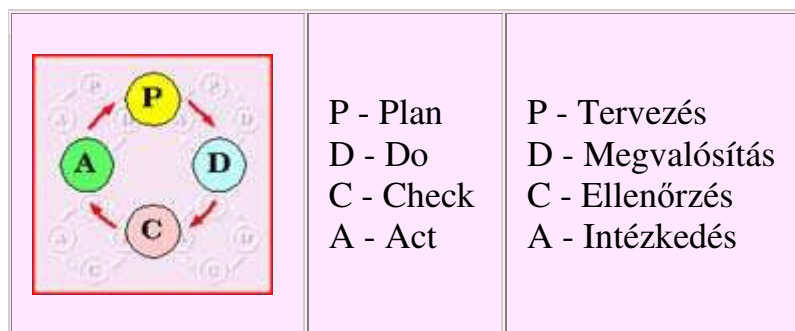 P
A
D
C
P - Plan
D - Do
C - Check
A - Act
P - Tervezés
D - Megvalósítás
C - Ellenőrzés
A - Intézkedés